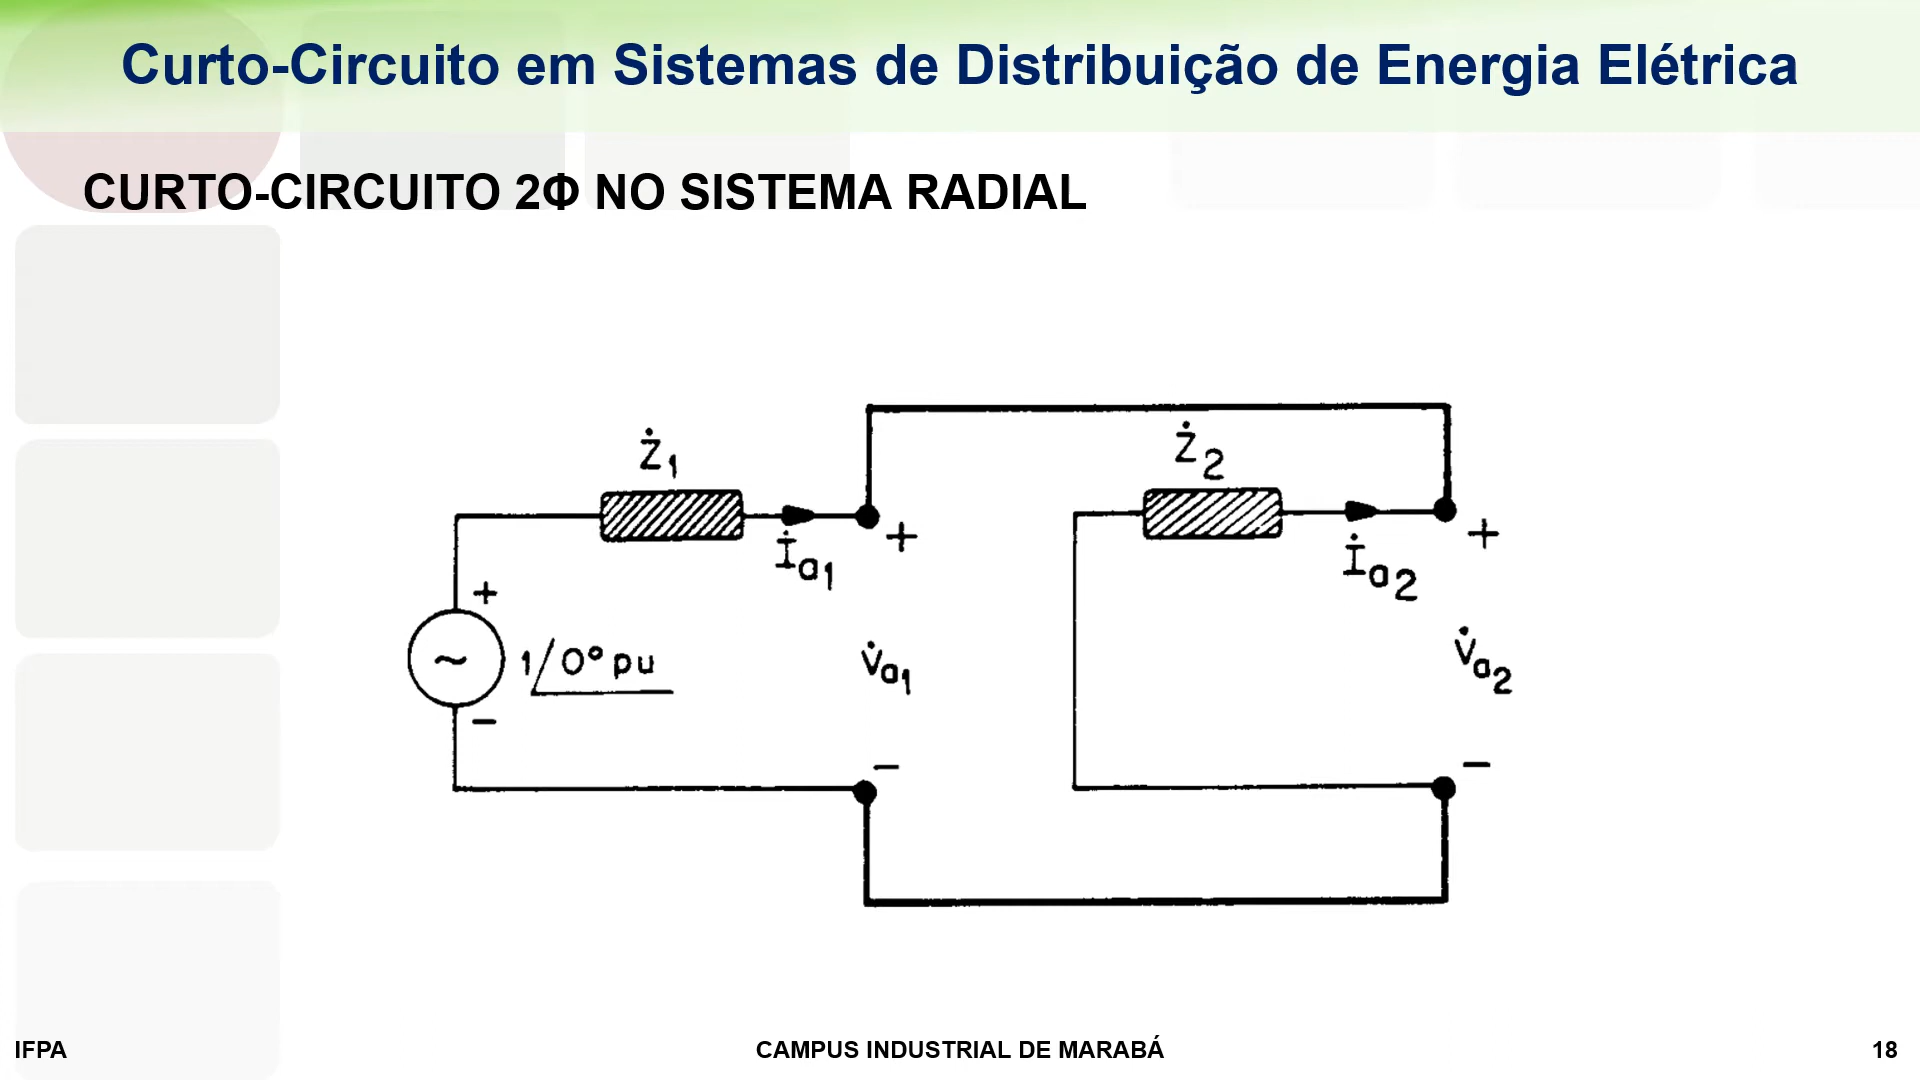 Curto-Circuito em Sistemas de Distribuição de Energia Elétrica
CURTO-CIRCUITO 2Φ NO SISTEMA RADIAL
Ż1
Ż2
+
İa1
+
İa2
+
~
1/0° pu
V̇a1
V̇a2
−
−
−
IFPA
CAMPUS INDUSTRIAL DE MARABÁ
18